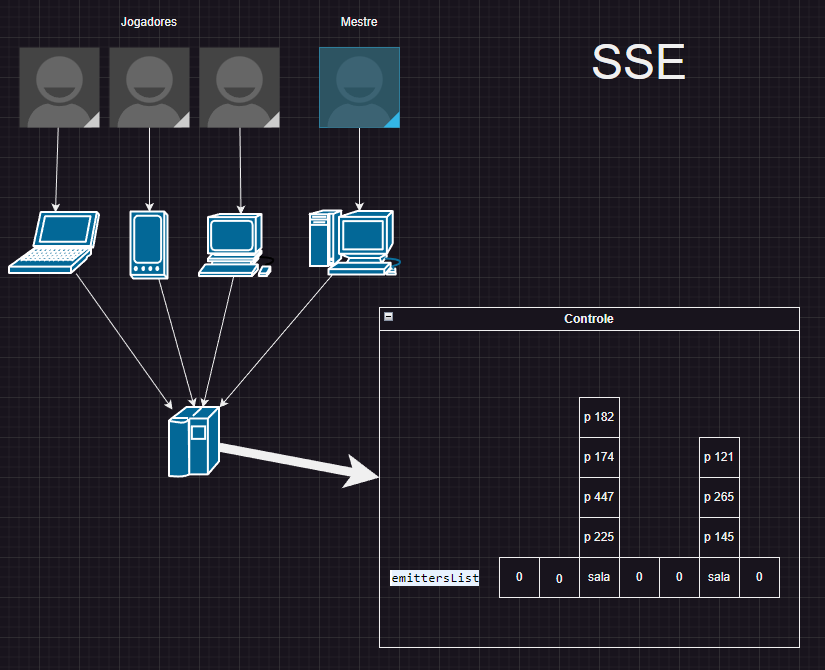 Jogadores
Mestre
SSE
Controle
p 182
p 174
p 121
p 447
p 265
p 225
p 145
emittersList
0
0
sala
0
0
sala
0